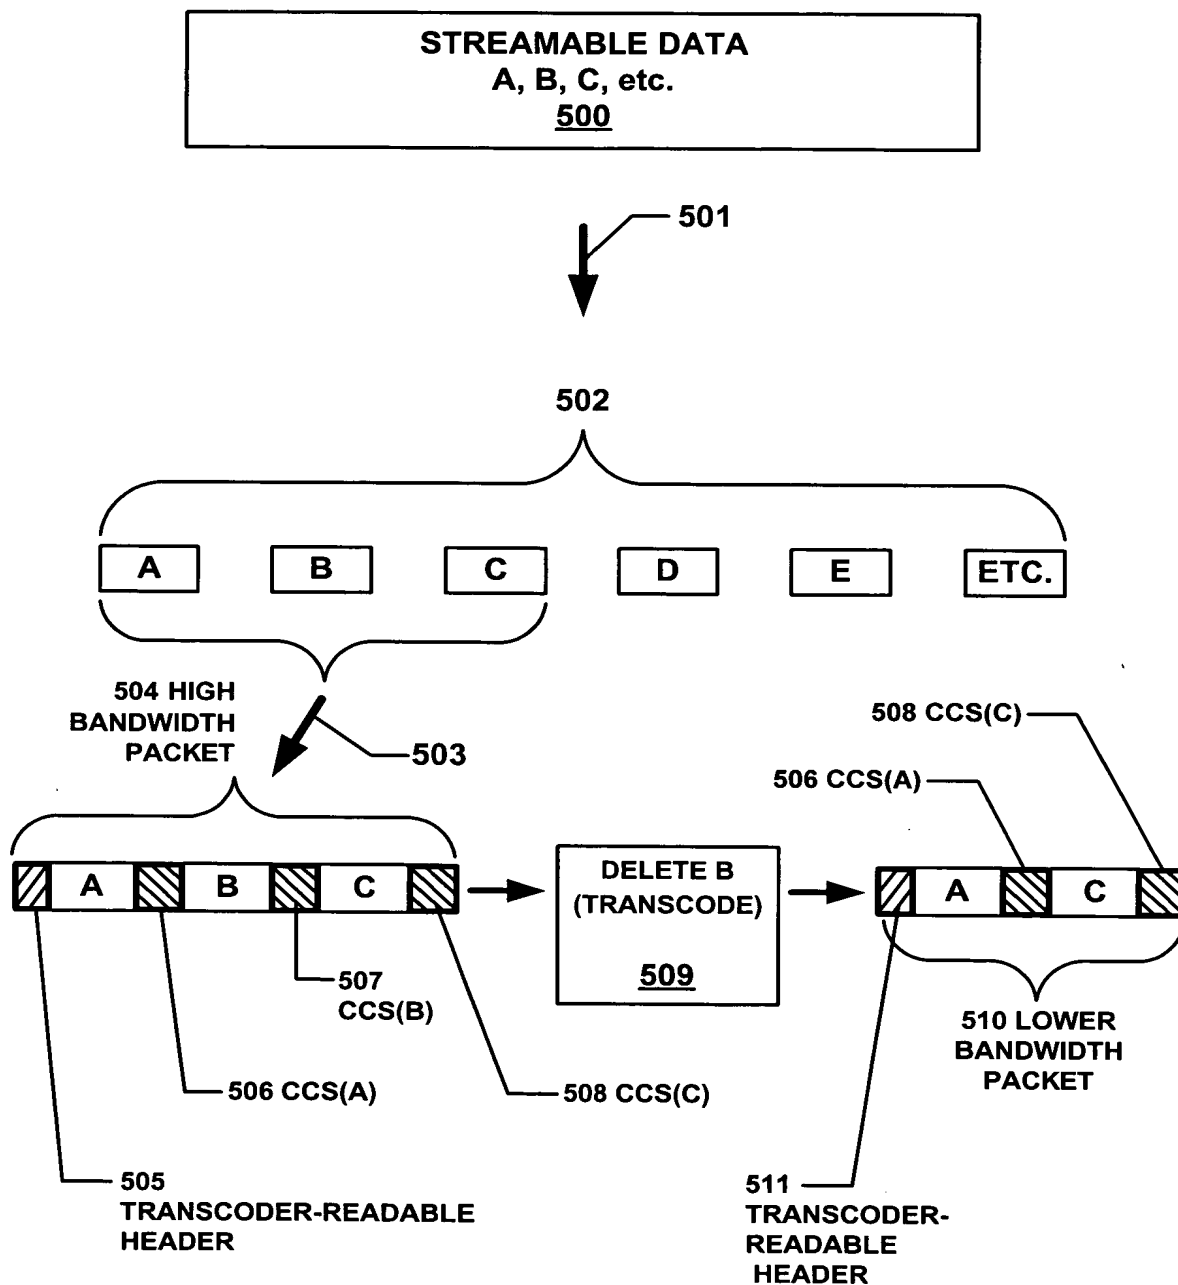 STREAMABLE DATA
A, B, C, etc.
500
501
502
A
B
C
D
E
ETC.
504 HIGH
BANDWIDTH
PACKET
503
508 CCS(C)
506 CCS(A)
A
B
C
DELETE B
(TRANSCODE)
509
A
C
507
CCS(B)
506 CCS(A)
508 CCS(C)
510 LOWER
BANDWIDTH
PACKET
505
TRANSCODER-READABLE
HEADER
511
TRANSCODER-
READABLE
HEADER